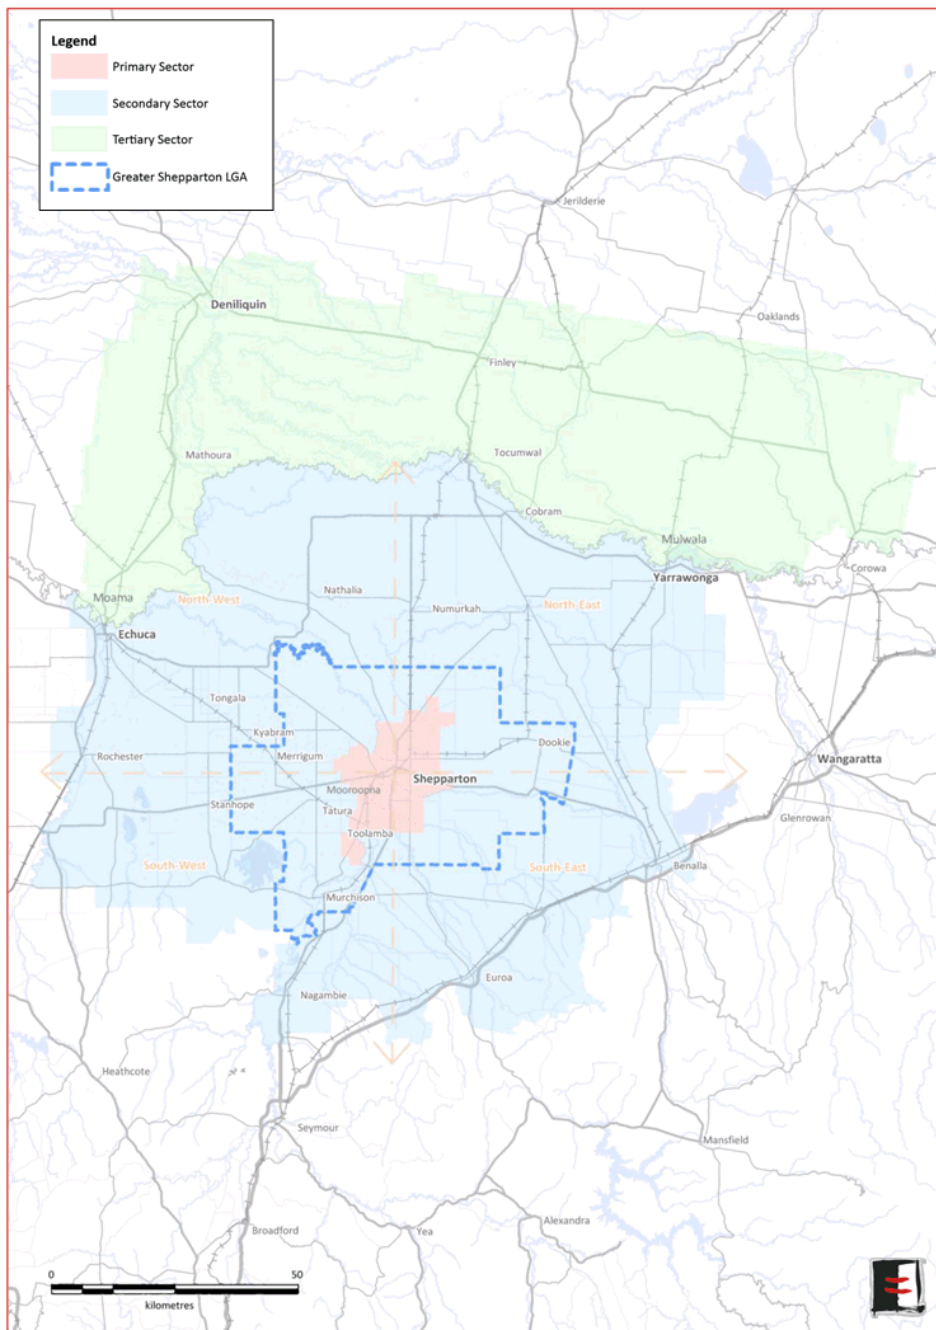 Legend
Primary Sector
Secondary Sector
Tertiary Sector
Greater Shepparton LGA
Jerilderie
Deniliquin
Oaklands
Finley
Mathoura
Tocumwal
Cobram
Mulwala
Corowa
Yarrawonga
Nathalia
Moama
North-West
North-East
Numurkah
Echuca
Tongala
Kyabram
Dookie
Rochester
Merrigum
Wangaratta
Shepparton
Mooroopna
Stanhope
Tatura
Glenrowan
Toolamba
South-West
South-East
Benalla
Murchison
Euroa
Nagambie
Heathcote
Seymour
Mansfield
Alexandra
Broadford
Yea
0 50
kilometres